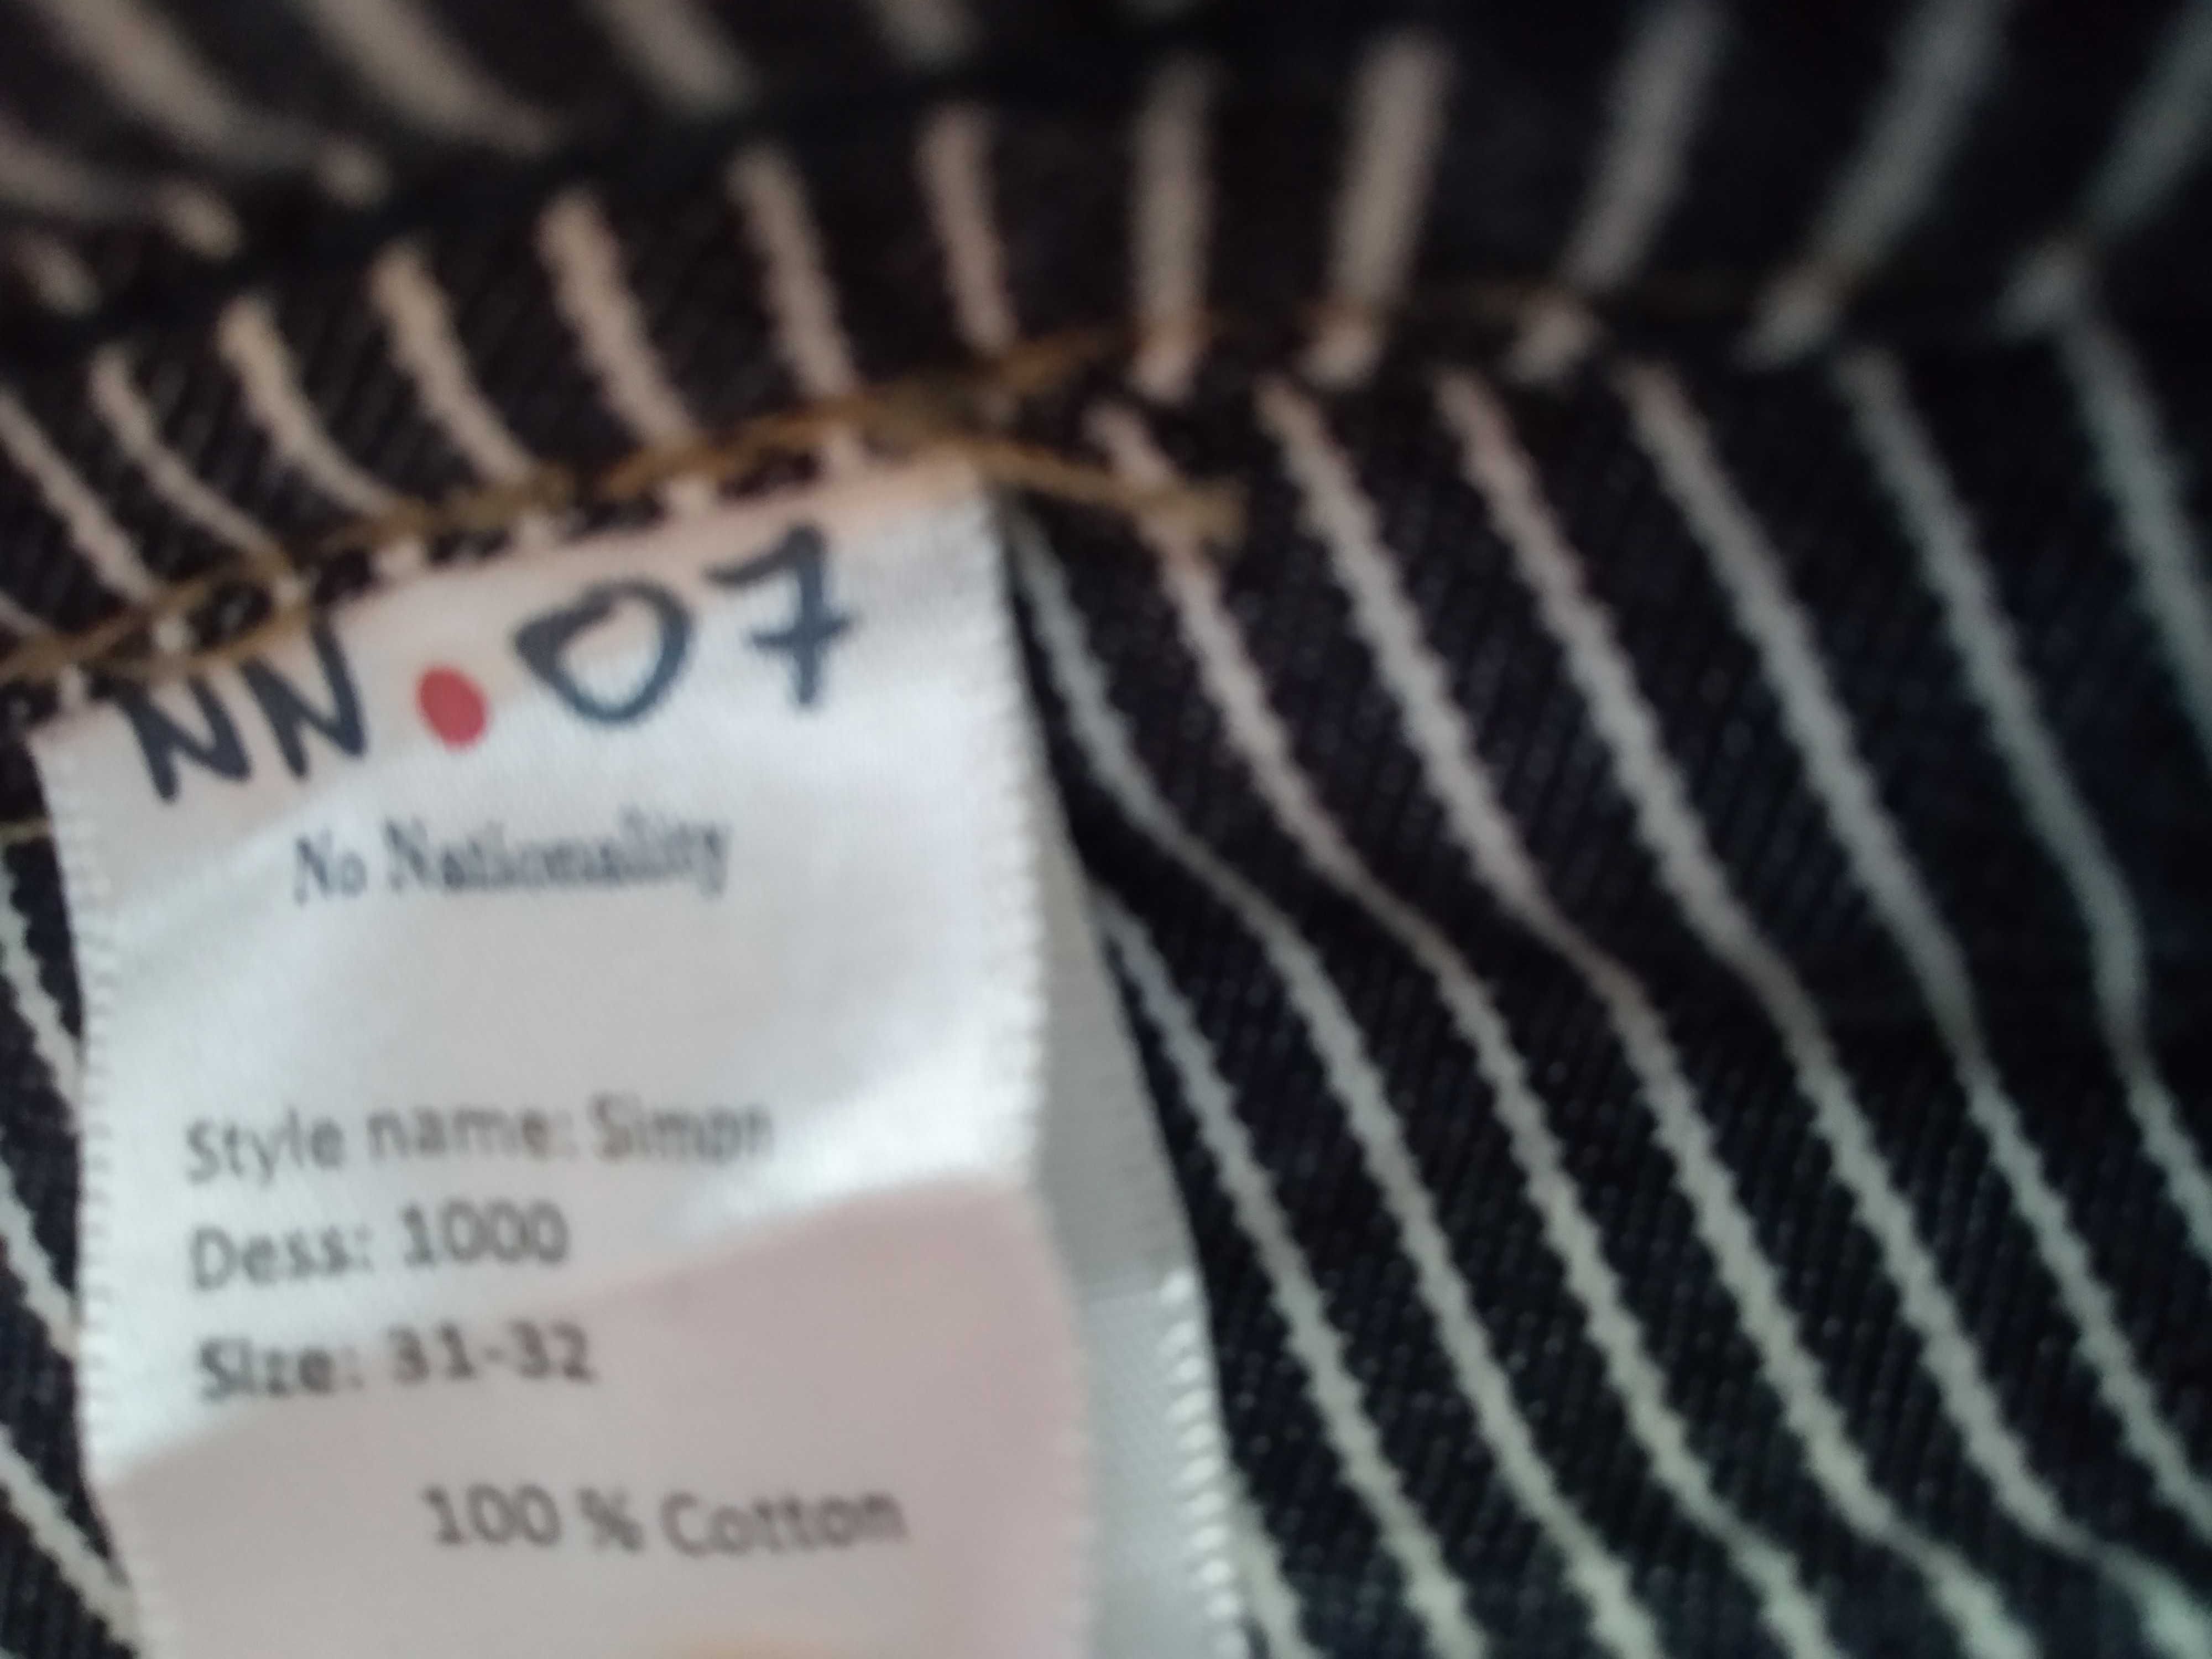 NN.07
No Nationality
Style name: Simon
Dess: 1000
Size: 31-32
100 % Cotton